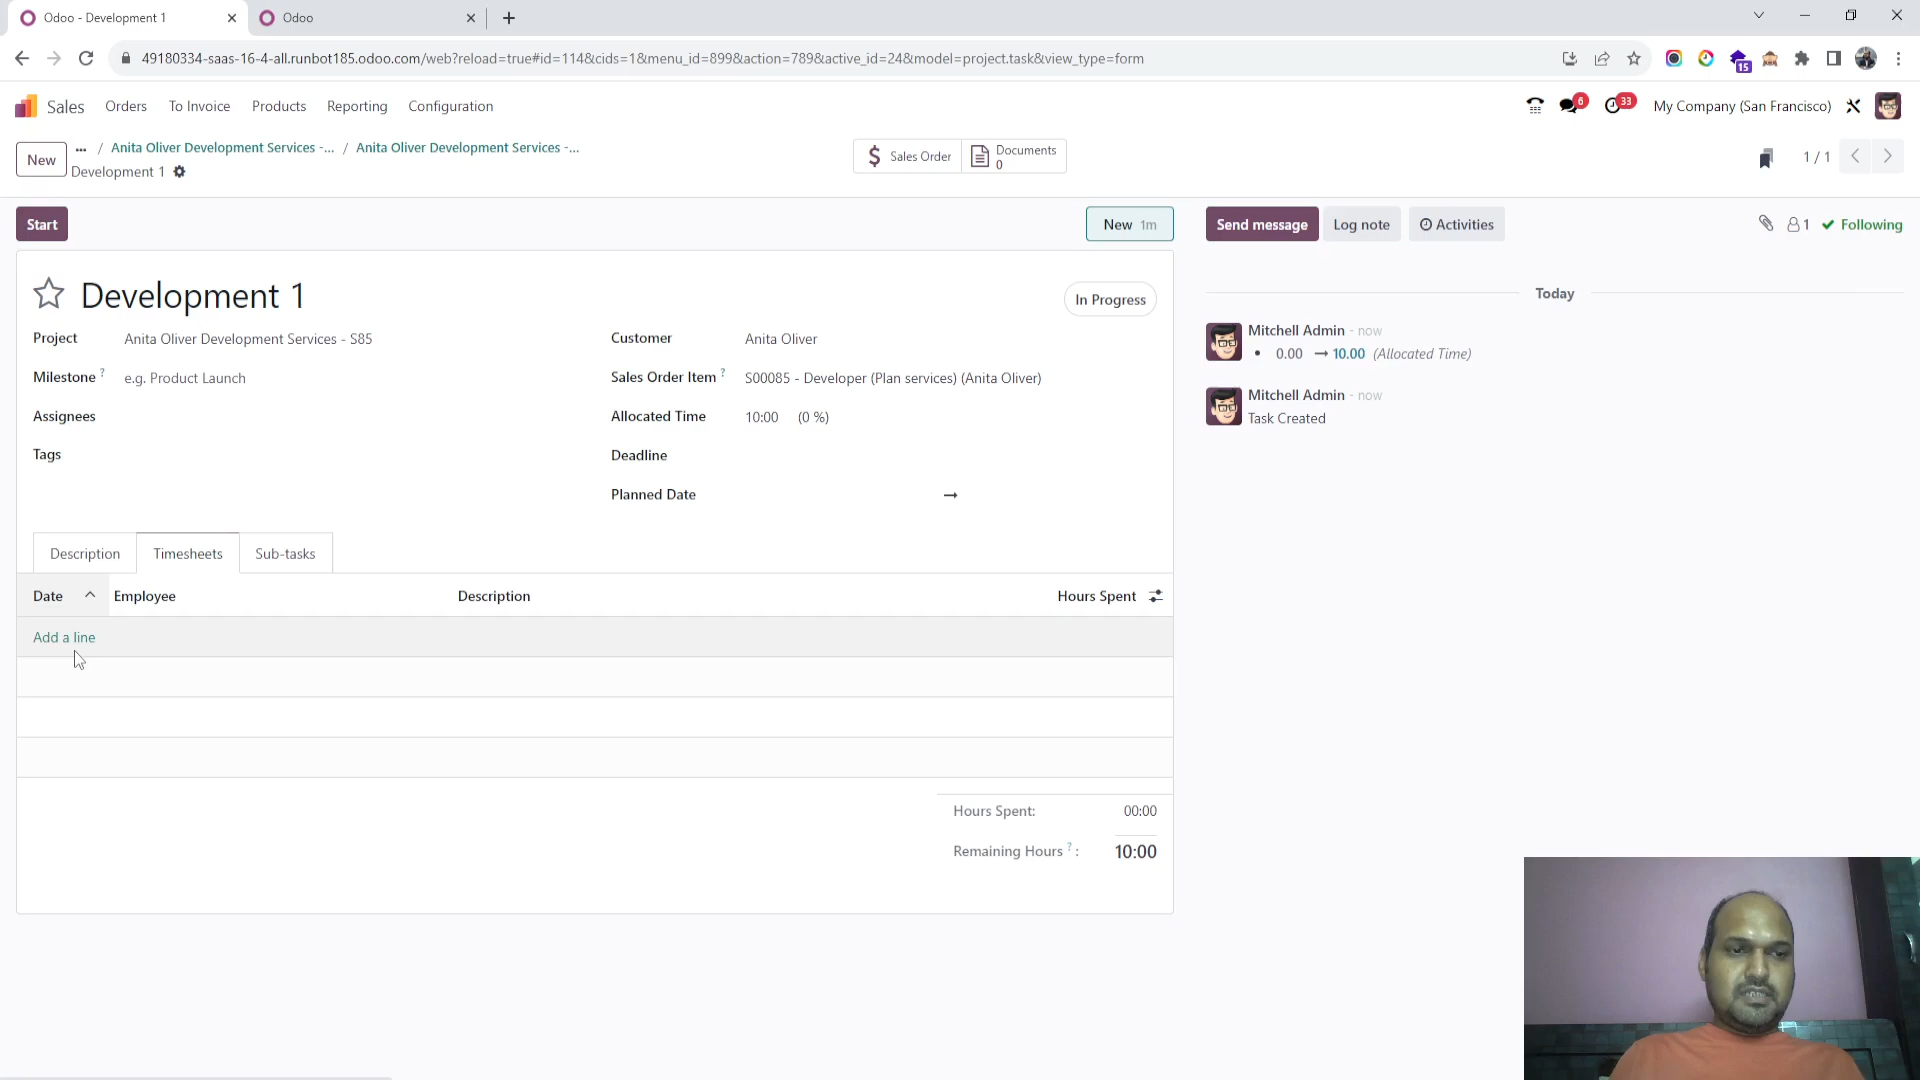 Odoo - Development 1
Odoo
49180334-saas-16-4-all.runbot185.odoo.com/web?reload=true#id=114&cids=1&menu_id=899&action=789&active_id=24&model=project.task&view_type=form
15
Sales Orders To Invoice Products Reporting Configuration
6 33 My Company (San Francisco)
New ... / Anita Oliver Development Services -... / Anita Oliver Development Services -...
Development 1
Sales Order
Documents
0
1 / 1
Start
New 1m
Send message Log note Activities
1 Following
Development 1
In Progress
Project Anita Oliver Development Services - S85
Customer Anita Oliver
Milestone ? e.g. Product Launch
Sales Order Item ? S00085 - Developer (Plan services) (Anita Oliver)
Assignees
Allocated Time 10:00 (0 %)
Tags
Deadline
Planned Date →
Today
Mitchell Admin - now
• 0.00 → 10.00 (Allocated Time)
Mitchell Admin - now
Task Created
Description Timesheets Sub-tasks
Date Employee Description Hours Spent
Add a line
Hours Spent: 00:00
Remaining Hours ? : 10:00